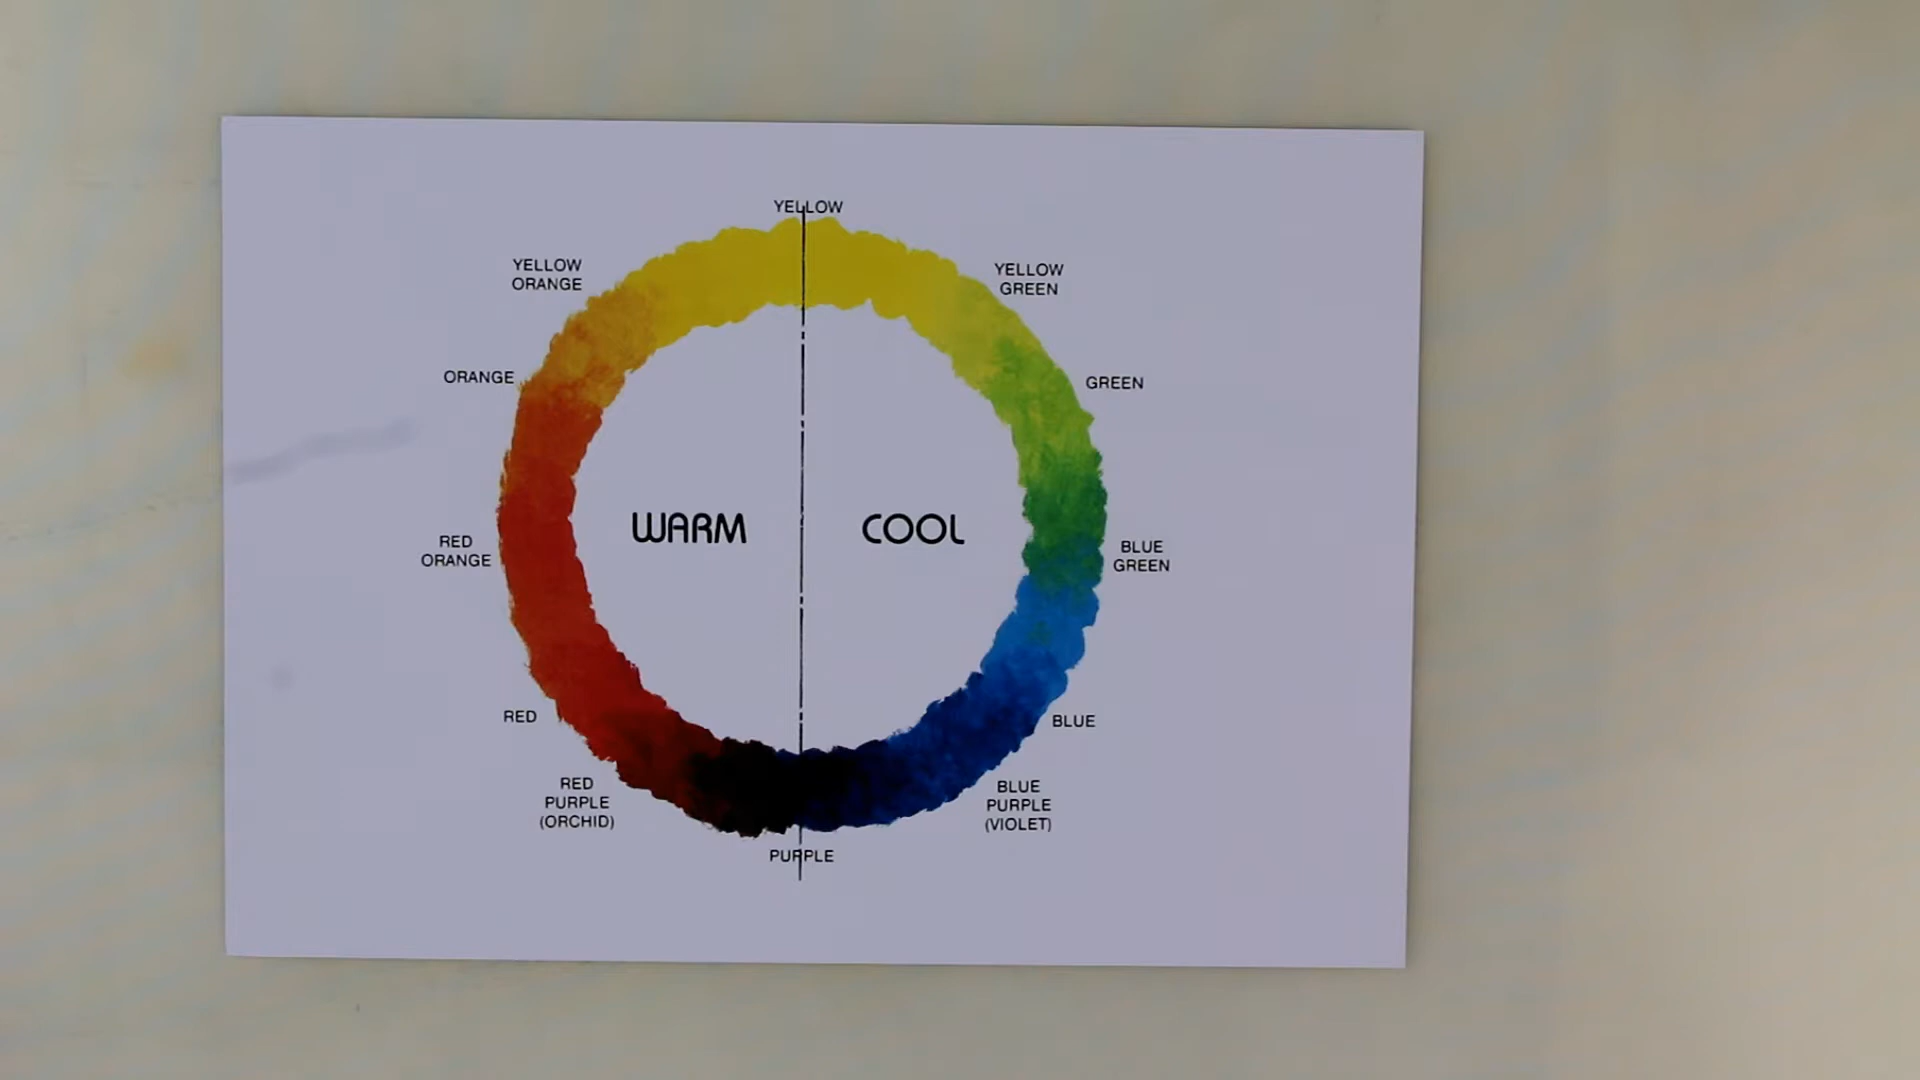 YELLOW
YELLOW
ORANGE
YELLOW
GREEN
ORANGE
GREEN
WARM
COOL
RED
ORANGE
BLUE
GREEN
RED
BLUE
RED
PURPLE
(ORCHID)
BLUE
PURPLE
(VIOLET)
PURPLE